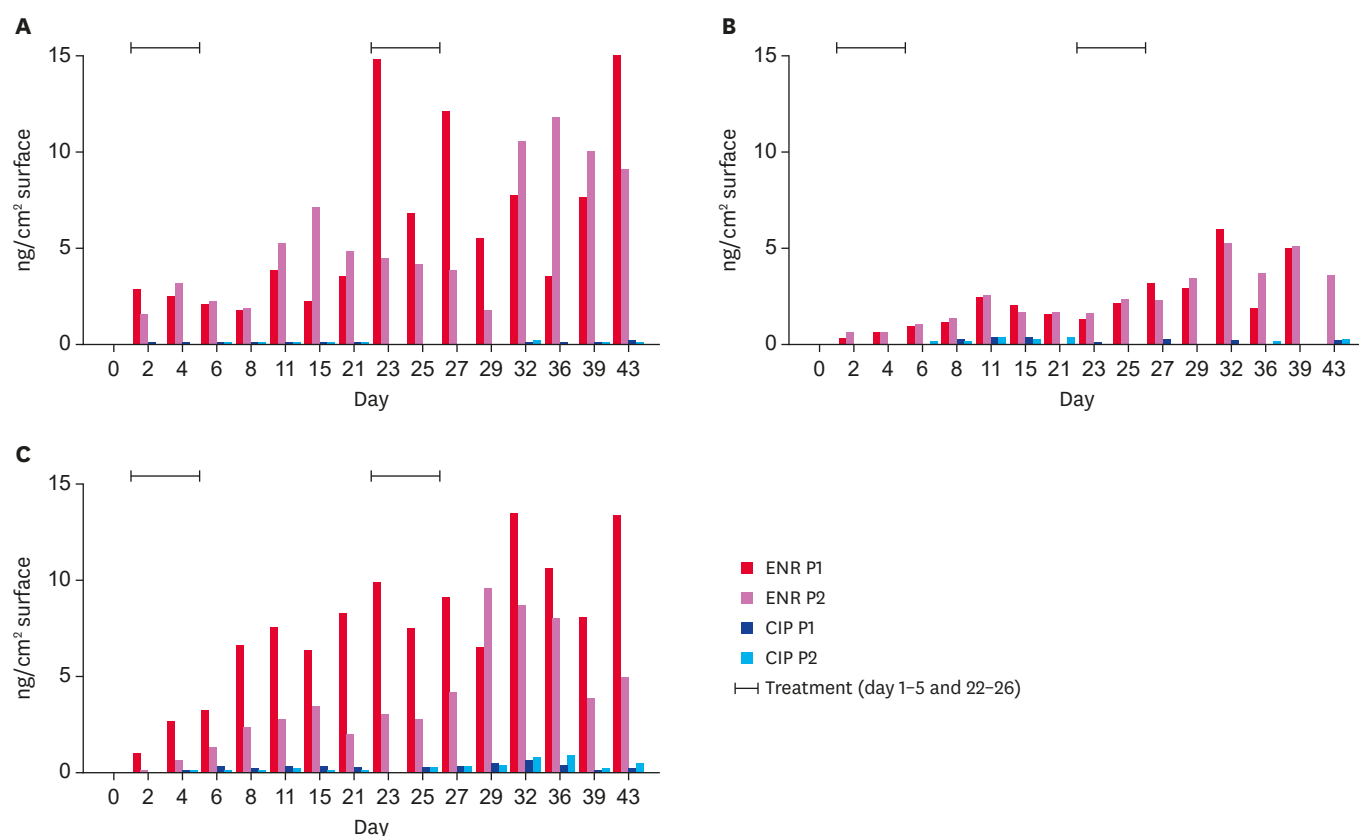 A
15
10
5
0
ng/cm² surface
0 2 4 6 8 11 15 21 23 25 27 29 32 36 39 43
Day
B
15
10
5
0
ng/cm² surface
0 2 4 6 8 11 15 21 23 25 27 29 32 36 39 43
Day
C
15
10
5
0
ng/cm² surface
0 2 4 6 8 11 15 21 23 25 27 29 32 36 39 43
Day
ENR P1
ENR P2
CIP P1
CIP P2
Treatment (day 1–5 and 22–26)